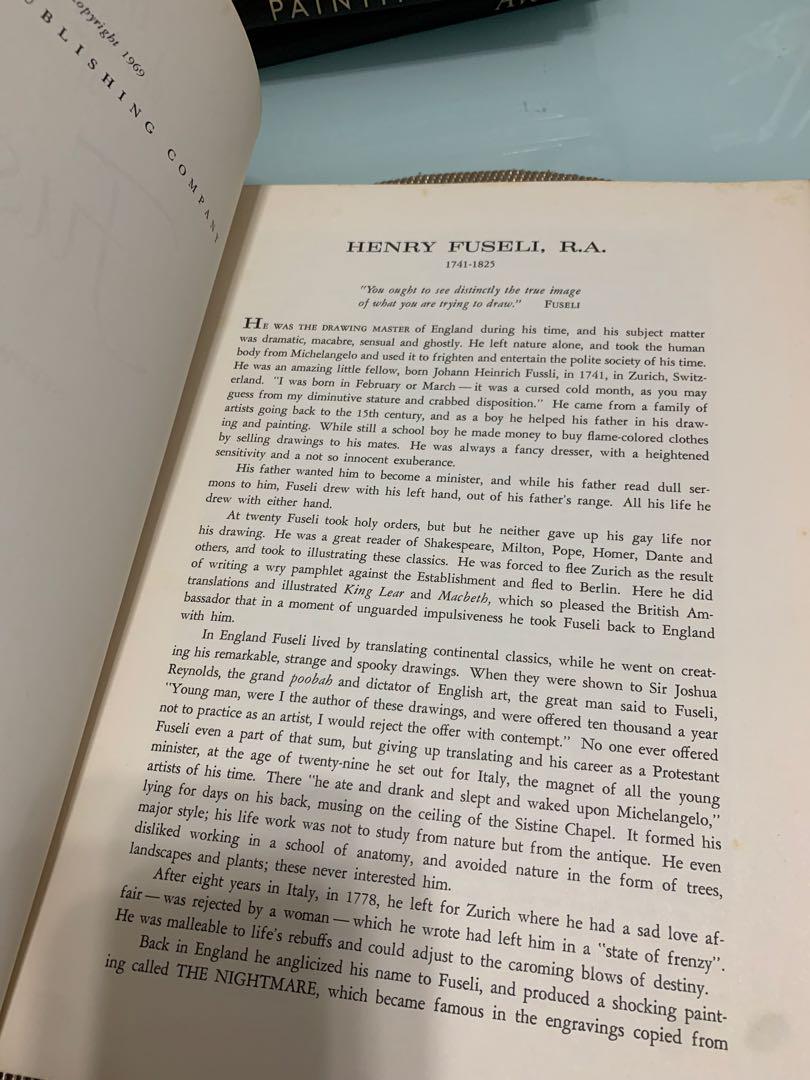 PAINTI
Copyright 1969
BLISHING COMPANY
HENRY FUSELI, R.A.
1741-1825
"You ought to see distinctly the true image
of what you are trying to draw." FUSELI
HE WAS THE DRAWING MASTER of England during his time, and his subject matter
was dramatic, macabre, sensual and ghostly. He left nature alone, and took the human
body from Michelangelo and used it to frighten and entertain the polite society of his time.
He was an amazing little fellow, born Johann Heinrich Fussli, in 1741, in Zurich, Switz-
erland. "I was born in February or March — it was a cursed cold month, as you may
guess from my diminutive stature and crabbed disposition." He came from a family of
artists going back to the 15th century, and as a boy he helped his father in his draw-
ing and painting. While still a school boy he made money to buy flame-colored clothes
by selling drawings to his mates. He was always a fancy dresser, with a heightened
sensitivity and a not so innocent exuberance.
His father wanted him to become a minister, and while his father read dull ser-
mons to him, Fuseli drew with his left hand, out of his father's range. All his life he
drew with either hand.
At twenty Fuseli took holy orders, but but he neither gave up his gay life nor
his drawing. He was a great reader of Shakespeare, Milton, Pope, Homer, Dante and
others, and took to illustrating these classics. He was forced to flee Zurich as the result
of writing a wry pamphlet against the Establishment and fled to Berlin. Here he did
translations and illustrated King Lear and Macbeth, which so pleased the British Am-
bassador that in a moment of unguarded impulsiveness he took Fuseli back to England
with him.
In England Fuseli lived by translating continental classics, while he went on creat-
ing his remarkable, strange and spooky drawings. When they were shown to Sir Joshua
Reynolds, the grand poobah and dictator of English art, the great man said to Fuseli,
"Young man, were I the author of these drawings, and were offered ten thousand a year
not to practice as an artist, I would reject the offer with contempt." No one ever offered
Fuseli even a part of that sum, but giving up translating and his career as a Protestant
minister, at the age of twenty-nine he set out for Italy, the magnet of all the young
artists of his time. There "he ate and drank and slept and waked upon Michelangelo,"
lying for days on his back, musing on the ceiling of the Sistine Chapel. It formed his
major style; his life work was not to study from nature but from the antique. He even
disliked working in a school of anatomy, and avoided nature in the form of trees,
landscapes and plants; these never interested him.
After eight years in Italy, in 1778, he left for Zurich where he had a sad love af-
fair — was rejected by a woman — which he wrote had left him in a "state of frenzy".
He was malleable to life's rebuffs and could adjust to the caroming blows of destiny.
Back in England he anglicized his name to Fuseli, and produced a shocking paint-
ing called THE NIGHTMARE, which became famous in the engravings copied from